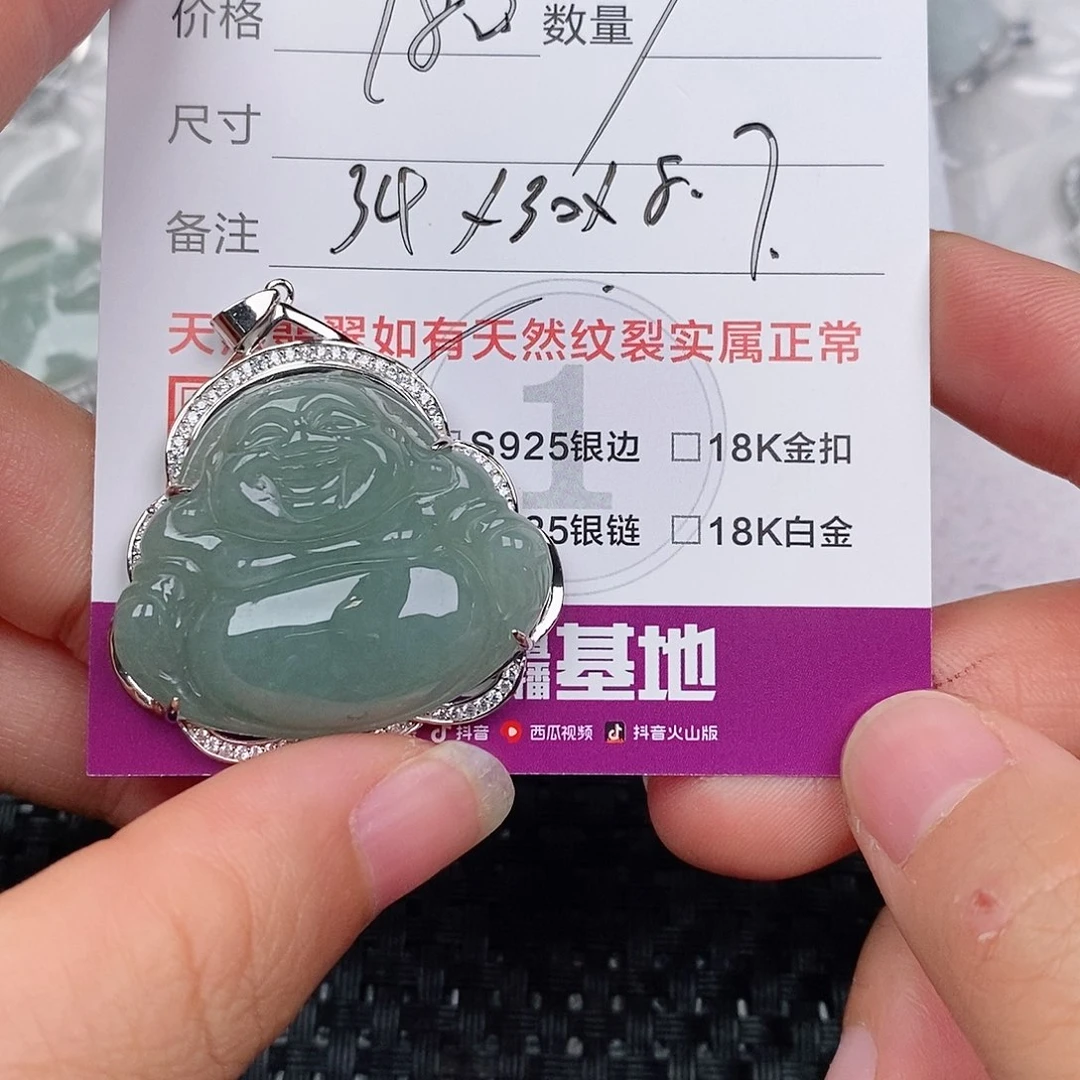 价格 180 数量
尺寸
34×30×8.7
备注
天然翡翠如有天然纹裂实属正常
1
S925银边 □18K金扣
25银链 □18K白金
播基地
抖音 西瓜视频 抖音火山版